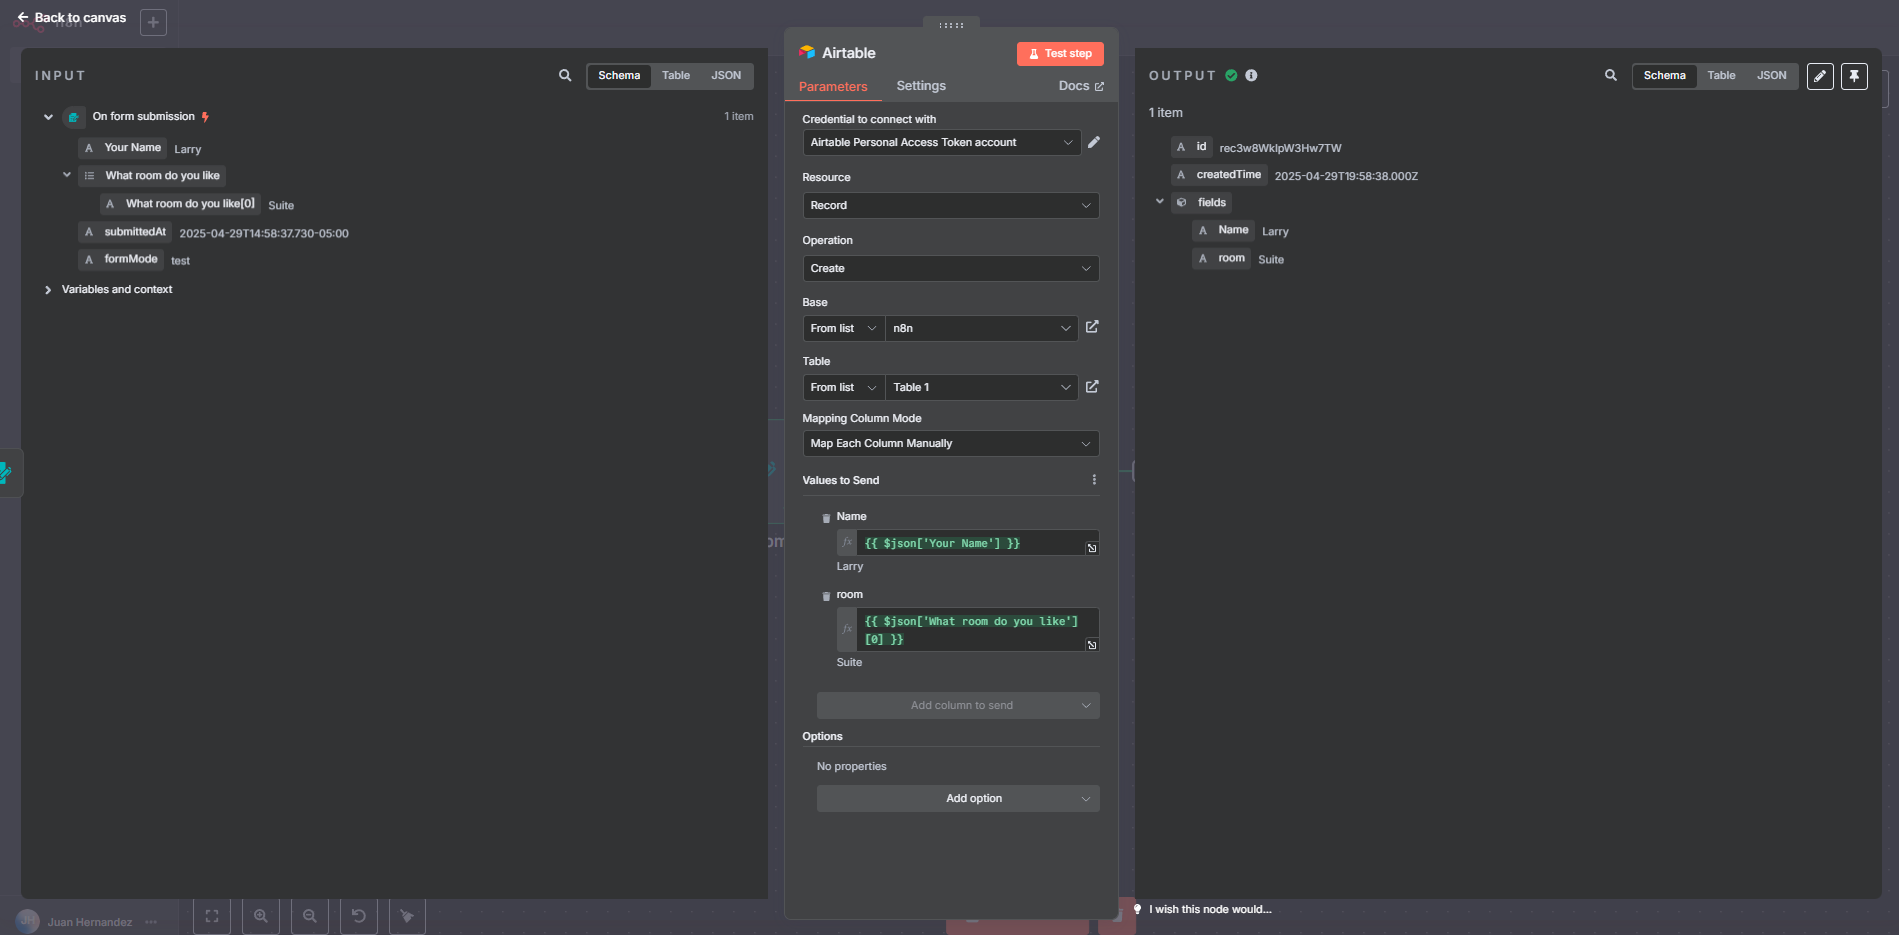 Back to canvas
INPUT
Schema
Table
JSON
On form submission
1 item
A Your Name Larry
What room do you like
A What room do you like[0] Suite
A submittedAt 2025-04-29T14:58:37.730-05:00
A formMode test
Variables and context
Juan Hernandez
Airtable
Test step
Parameters
Settings
Docs
Credential to connect with
Airtable Personal Access Token account
Resource
Record
Operation
Create
Base
From list
n8n
Table
From list
Table 1
Mapping Column Mode
Map Each Column Manually
Values to Send
Name
fx
{{ $json['Your Name'] }}
Larry
room
fx
{{ $json['What room do you like']
[0] }}
Suite
Add column to send
Options
No properties
Add option
OUTPUT
Schema
Table
JSON
1 item
A id rec3w8WklpW3Hw7TW
A createdTime 2025-04-29T19:58:38.000Z
fields
A Name Larry
A room Suite
I wish this node would...